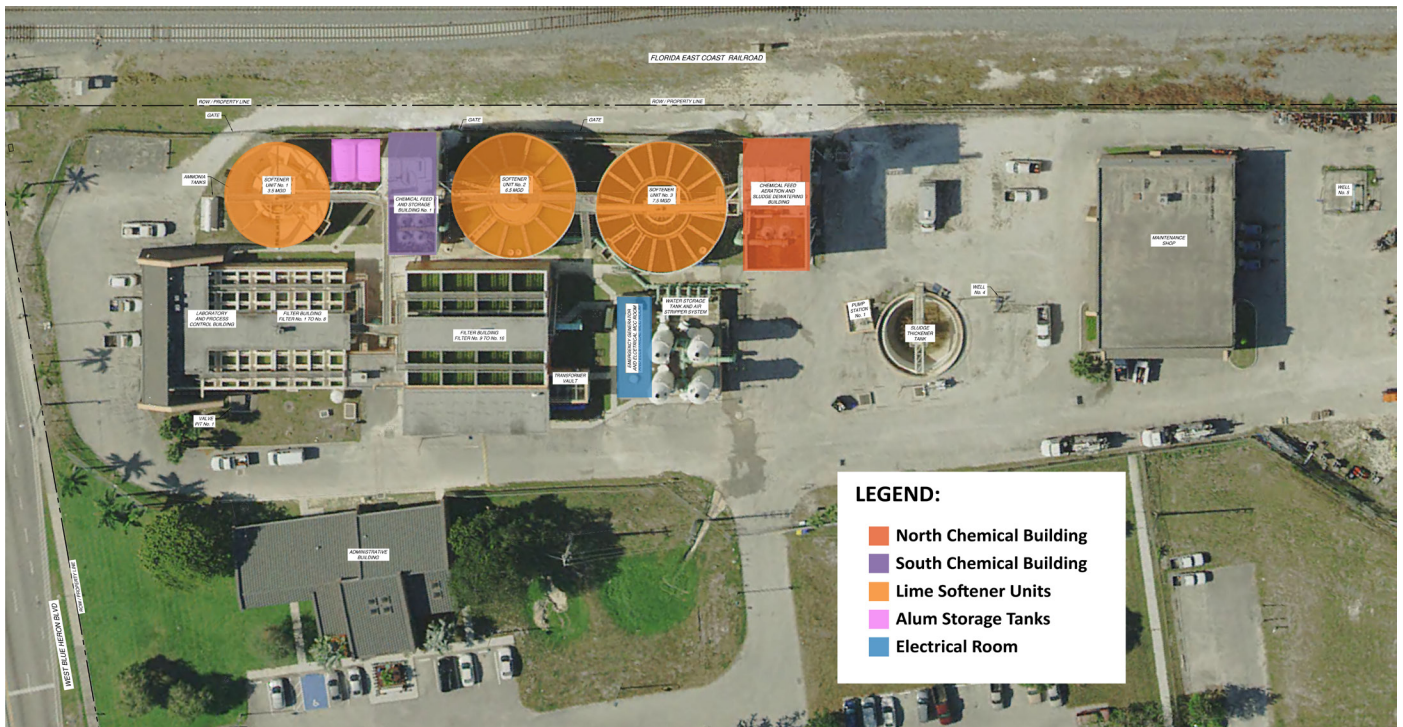 FLORIDA EAST COAST RAILROAD
ROW / PROPERTY LINE
ROW / PROPERTY LINE
GATE
GATE
GATE
AMMONIA
TANKS
SOFTENER
UNIT No. 1
3.5 MGD
CHEMICAL FEED
AND STORAGE
BUILDING No. 1
SOFTENER
UNIT No. 2
6.5 MGD
SOFTENER
UNIT No. 3
7.5 MGD
CHEMICAL FEED
AERATION AND
SLUDGE DEWATERING
BUILDING
WELL
No. 5
MAINTENANCE
SHOP
LABORATORY
AND PROCESS
CONTROL BUILDING
FILTER BUILDING
FILTER No. 1 TO No. 8
FILTER BUILDING
FILTER No. 9 TO No. 16
EMERGENCY GENERATOR
AND ELCETRICAL MCC ROOM
WATER STORAGE
TANK AND AIR
STRIPPER SYSTEM
PUMP
STATION
No. 1
WELL
No. 4
SLUDGE
THICKENER
TANK
TRANSFORMER
VAULT
VALVE
PIT No. 1
ADMINISTRATIVE
BUILDING
ROW / PROPERTY LINE
WEST BLUE HERON BLVD
LEGEND:
North Chemical Building
South Chemical Building
Lime Softener Units
Alum Storage Tanks
Electrical Room